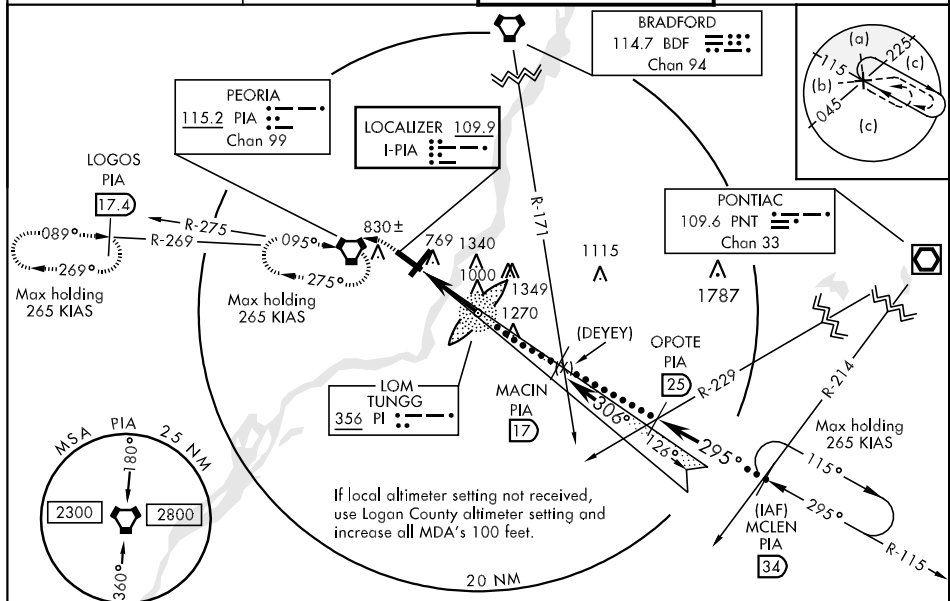 BRADFORD
114.7 BDF
Chan 94
(a)
115
225
(c)
(b)
045
(c)
PEORIA
115.2 PIA
Chan 99
LOCALIZER 109.9
I-PIA
LOGOS
PIA
17.4
R-275
R-269
089°
269°
Max holding
265 KIAS
095°
275°
Max holding
265 KIAS
830±
769
1340
1000
1349
1270
R-171
1115
1787
PONTIAC
109.6 PNT
Chan 33
(DEYEY)
OPOTE
PIA
25
LOM
TUNGG
356 PI
MACIN
PIA
17
(X)
306°
126°
R-229
R-214
295°
Max holding
265 KIAS
115°
295°
R-115
(IAF)
MCLEN
PIA
34
MSA PIA 25 NM
180°
2300
2800
360°
If local altimeter setting not received,
use Logan County altimeter setting and
increase all MDA's 100 feet.
20 NM